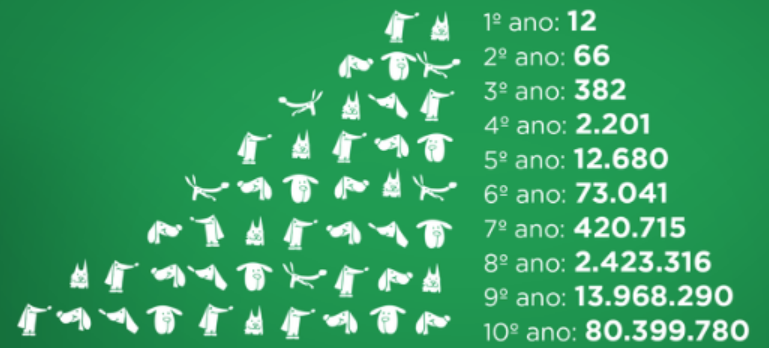 1º ano: 12
2º ano: 66
3º ano: 382
4º ano: 2.201
5º ano: 12.680
6º ano: 73.041
7º ano: 420.715
8º ano: 2.423.316
9º ano: 13.968.290
10º ano: 80.399.780